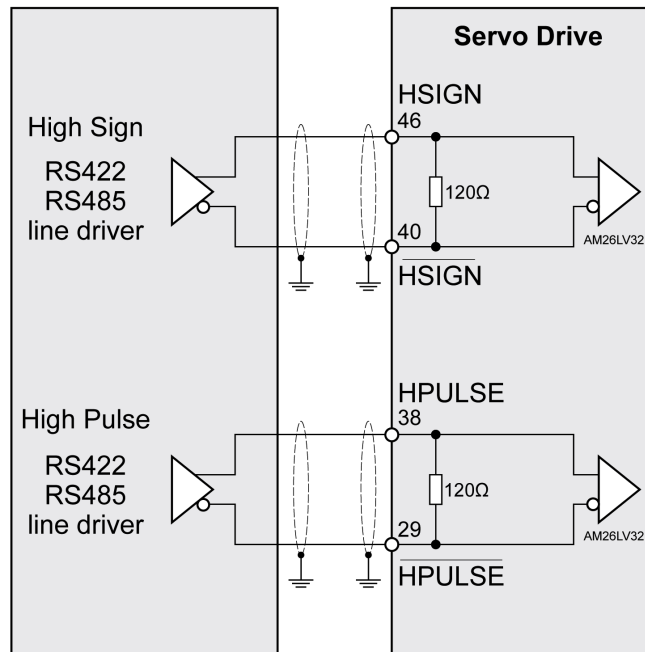 Servo Drive
HSIGN
46
High Sign
RS422
RS485
line driver
120Ω
40
AM26LV32
HSIGN
HPULSE
38
High Pulse
RS422
RS485
line driver
120Ω
29
AM26LV32
HPULSE